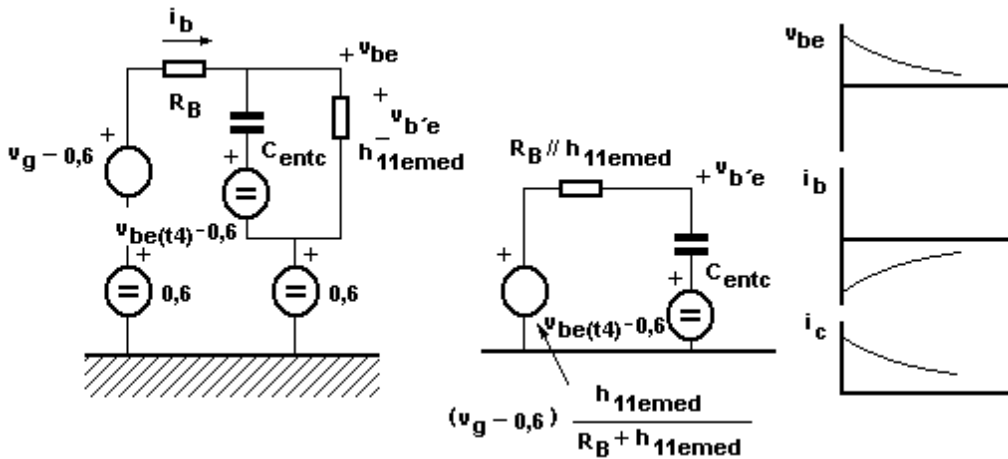 i_b
+ v_be
R_B
+ v_b´e
−
h_11emed
+
v_g – 0,6
C_entc
+
v_be(t4) -0,6
=
+
= 0,6
+
= 0,6
R_B // h_11emed
+ v_b´e
+
C_entc
+
v_be(t4) -0,6
=
(v_g – 0,6) h_11emed
R_B + h_11emed
v_be
i_b
i_c